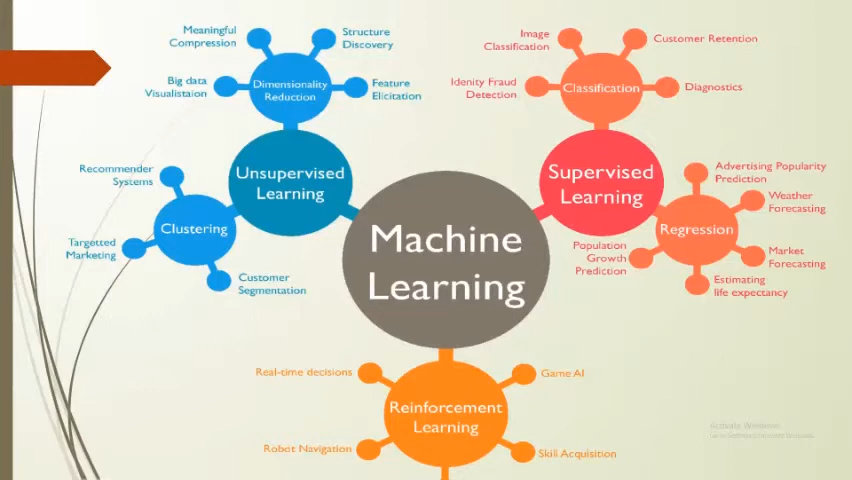 Meaningful
Compression
Structure
Discovery
Big data
Visualistaion
Dimensionality
Reduction
Feature
Elicitation
Image
Classification
Customer Retention
Idenity Fraud
Detection
Classification
Diagnostics
Recommender
Systems
Unsupervised
Learning
Supervised
Learning
Advertising Popularity
Prediction
Weather
Forecasting
Targetted
Marketing
Clustering
Machine
Learning
Population
Growth
Prediction
Regression
Market
Forecasting
Customer
Segmentation
Estimating
life expectancy
Real-time decisions
Game AI
Reinforcement
Learning
Robot Navigation
Skill Acquisition
Activate Windows